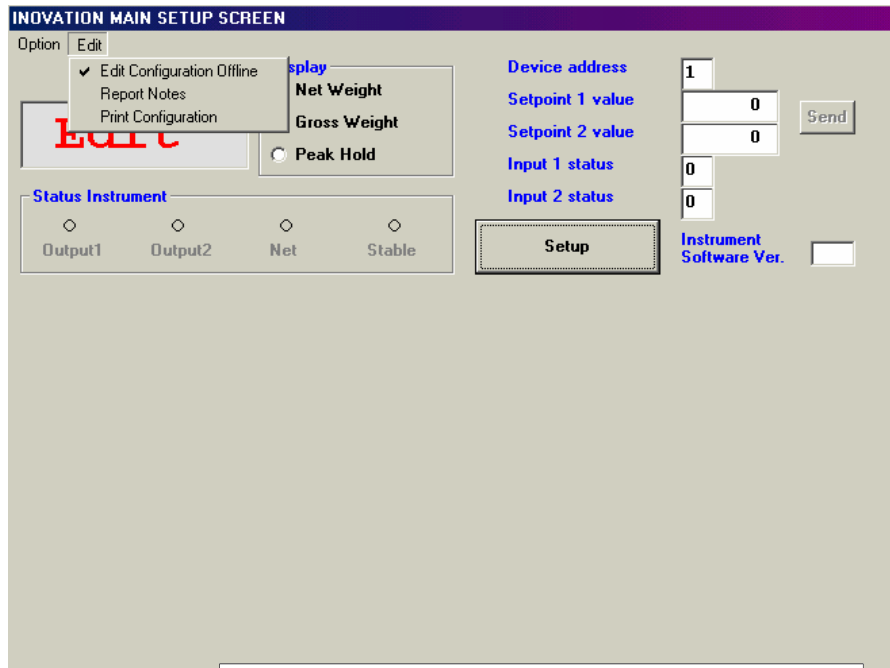 INOVATION MAIN SETUP SCREEN
Option Edit
✓ Edit Configuration Offline
Report Notes
Print Configuration
splay
Net Weight
Gross Weight
Peak Hold
Edit
Device address 1
Setpoint 1 value 0
Setpoint 2 value 0
Send
Input 1 status 0
Input 2 status 0
Status Instrument
Output1 Output2 Net Stable
Setup
Instrument
Software Ver.